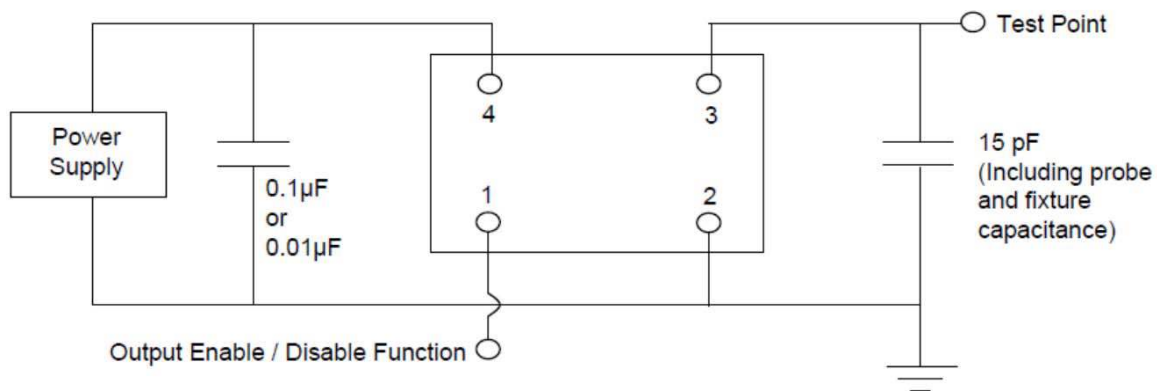 Test Point
4
3
Power
Supply
15 pF
(Including probe
and fixture
capacitance)
0.1µF
or
0.01µF
1
2
Output Enable / Disable Function